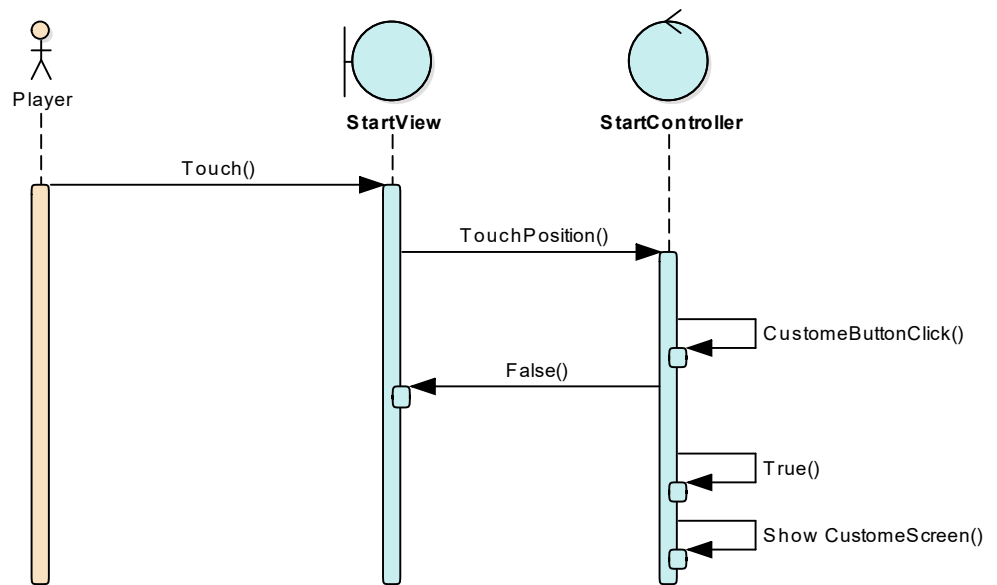 Player
StartView
StartController
Touch()
TouchPosition()
CustomeButtonClick()
False()
True()
Show CustomeScreen()